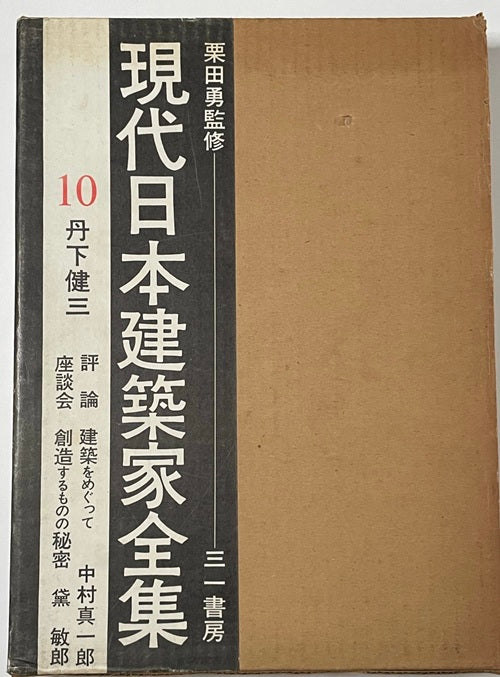 栗田勇監修
三一書房
現代日本建築家全集
10
丹下健三
評論 建築をめぐって 中村真一郎
座談会 創造するものの秘密 黛敏郎